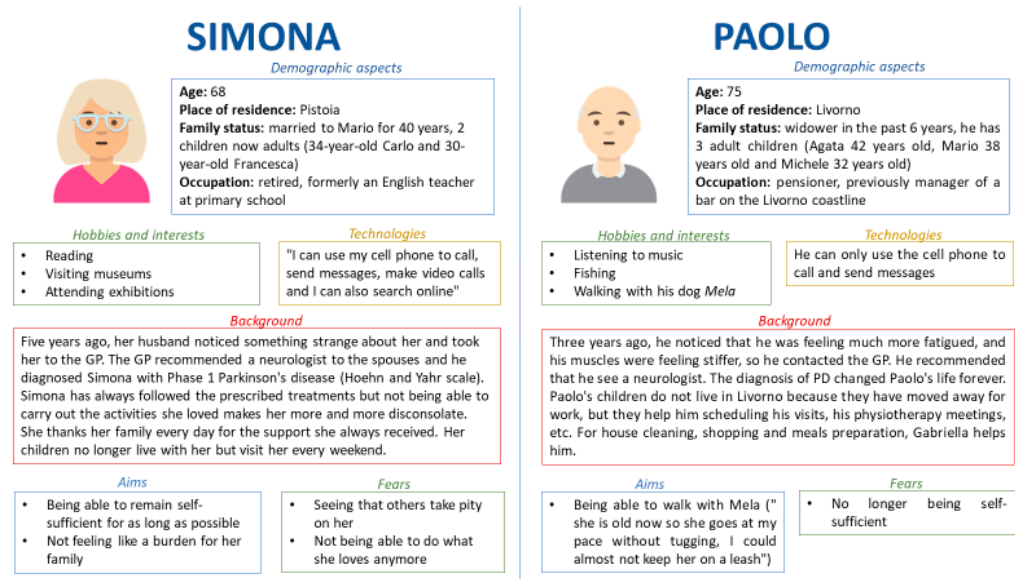 SIMONA
Demographic aspects
Age: 68
Place of residence: Pistoia
Family status: married to Mario for 40 years, 2
children now adults (34-year-old Carlo and 30-
year-old Francesca)
Occupation: retired, formerly an English teacher
at primary school
Hobbies and interests
• Reading
• Visiting museums
• Attending exhibitions
Technologies
"I can use my cell phone to call,
send messages, make video calls
and I can also search online"
Background
Five years ago, her husband noticed something strange about her and took
her to the GP. The GP recommended a neurologist to the spouses and he
diagnosed Simona with Phase 1 Parkinson's disease (Hoehn and Yahr scale).
Simona has always followed the prescribed treatments but not being able to
carry out the activities she loved makes her more and more disconsolate.
She thanks her family every day for the support she always received. Her
children no longer live with her but visit her every weekend.
Aims
• Being able to remain self-
sufficient for as long as possible
• Not feeling like a burden for her
family
Fears
• Seeing that others take pity
on her
• Not being able to do what
she loves anymore
PAOLO
Demographic aspects
Age: 75
Place of residence: Livorno
Family status: widower in the past 6 years, he has
3 adult children (Agata 42 years old, Mario 38
years old and Michele 32 years old)
Occupation: pensioner, previously manager of a
bar on the Livorno coastline
Hobbies and interests
• Listening to music
• Fishing
• Walking with his dog Mela
Technologies
He can only use the cell phone to
call and send messages
Background
Three years ago, he noticed that he was feeling much more fatigued, and
his muscles were feeling stiffer, so he contacted the GP. He recommended
that he see a neurologist. The diagnosis of PD changed Paolo's life forever.
Paolo's children do not live in Livorno because they have moved away for
work, but they help him scheduling his visits, his physiotherapy meetings,
etc. For house cleaning, shopping and meals preparation, Gabriella helps
him.
Aims
• Being able to walk with Mela ("
she is old now so she goes at my
pace without tugging, I could
almost not keep her on a leash")
Fears
• No longer being self-
sufficient